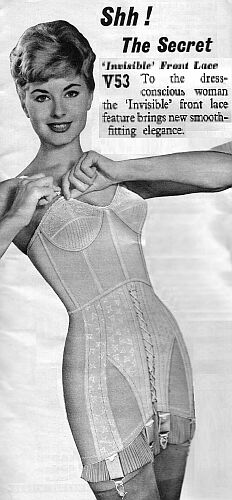 Shh !
The Secret
'Invisible' Front Lace
V53 To the dress-
conscious woman
the 'Invisible' front lace
feature brings new smooth-
fitting elegance.